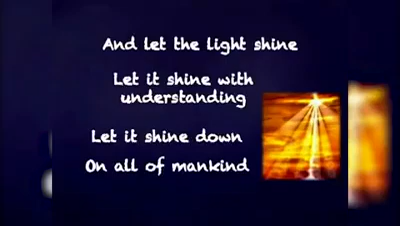 And let the light shine
Let it shine with
understanding
Let it shine down
On all of mankind